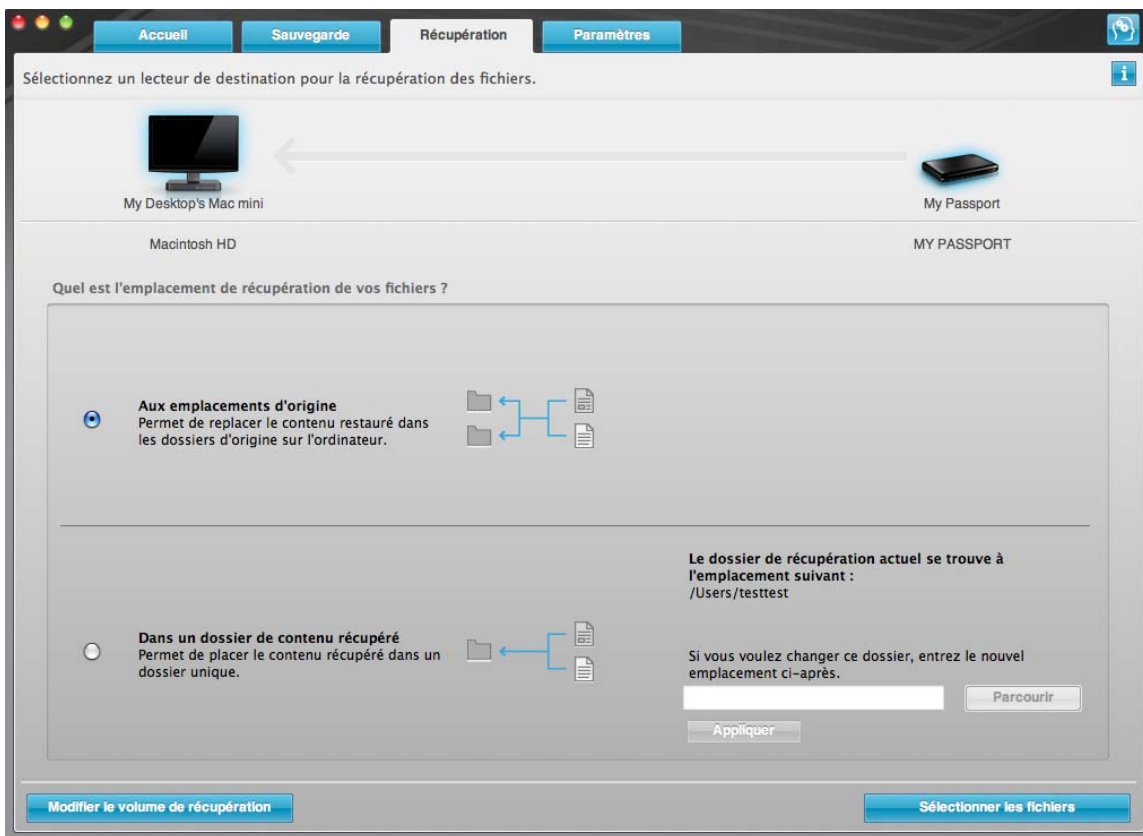 Accueil
Sauvegarde
Récupération
Paramètres
Sélectionnez un lecteur de destination pour la récupération des fichiers.
i
My Desktop's Mac mini
My Passport
Macintosh HD
MY PASSPORT
Quel est l'emplacement de récupération de vos fichiers ?
Aux emplacements d'origine
Permet de replacer le contenu restauré dans
les dossiers d'origine sur l'ordinateur.
Le dossier de récupération actuel se trouve à
l'emplacement suivant :
/Users/testtest
Dans un dossier de contenu récupéré
Permet de placer le contenu récupéré dans un
dossier unique.
Si vous voulez changer ce dossier, entrez le nouvel
emplacement ci-après.
Parcourir
Appliquer
Modifier le volume de récupération
Sélectionner les fichiers